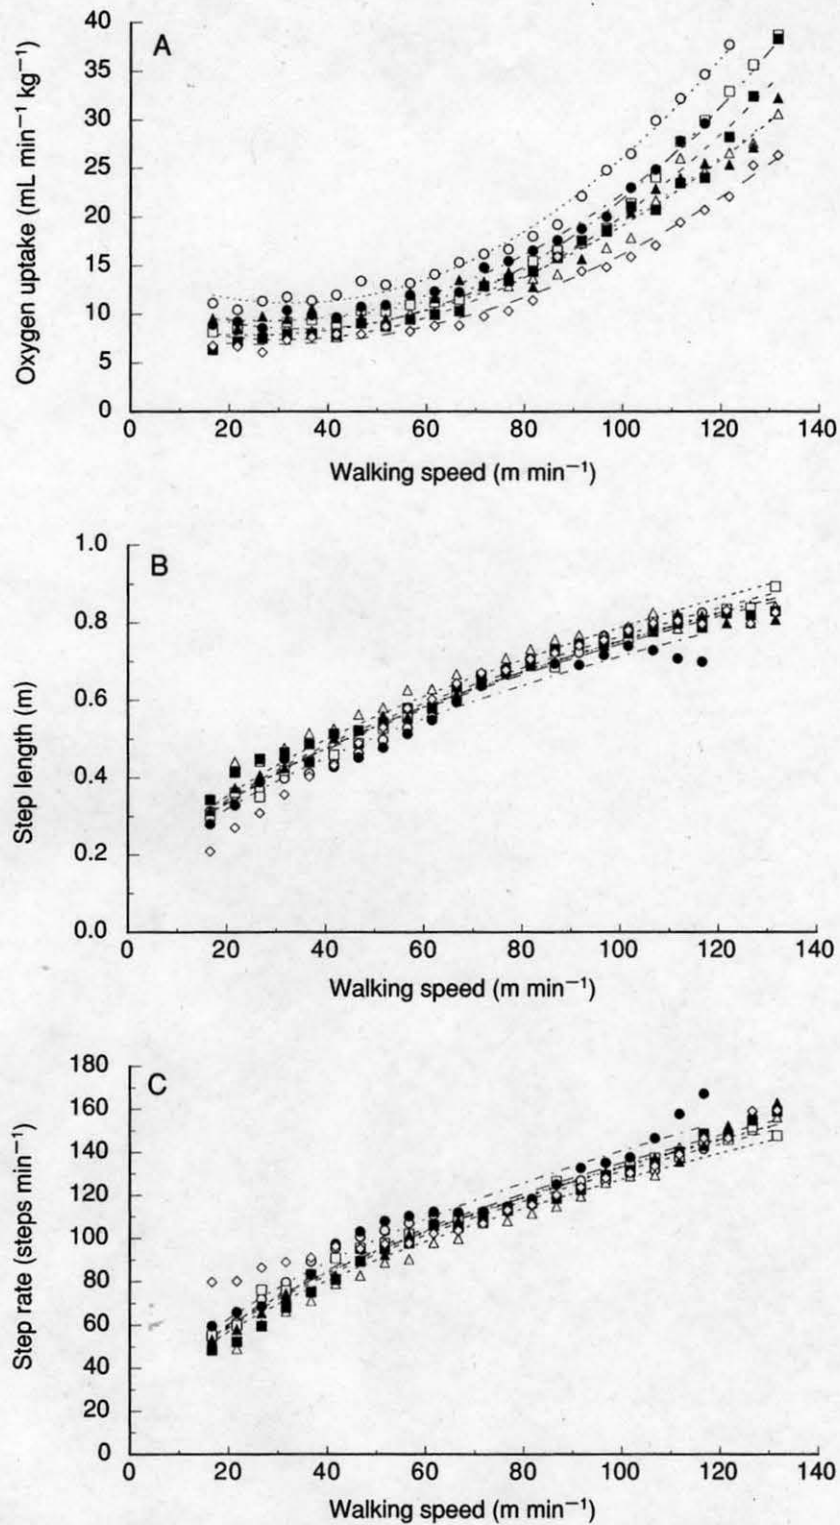 A
40
35
30
25
20
15
10
5
0
Oxygen uptake (mL min⁻¹ kg⁻¹)
0 20 40 60 80 100 120 140
Walking speed (m min⁻¹)
B
1.0
0.8
0.6
0.4
0.2
0.0
Step length (m)
0 20 40 60 80 100 120 140
Walking speed (m min⁻¹)
C
180
160
140
120
100
80
60
40
20
0
Step rate (steps min⁻¹)
0 20 40 60 80 100 120 140
Walking speed (m min⁻¹)